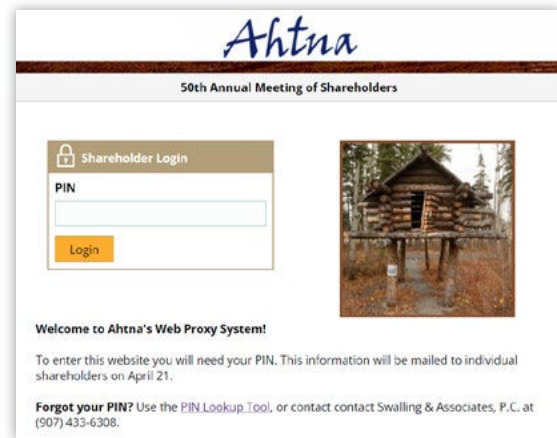 Ahtna
50th Annual Meeting of Shareholders
Shareholder Login
PIN
Login
Welcome to Ahtna's Web Proxy System!
To enter this website you will need your PIN. This information will be mailed to individual
shareholders on April 21.
Forgot your PIN? Use the PIN Lookup Tool, or contact contact Swalling & Associates, P.C. at
(907) 433-6308.